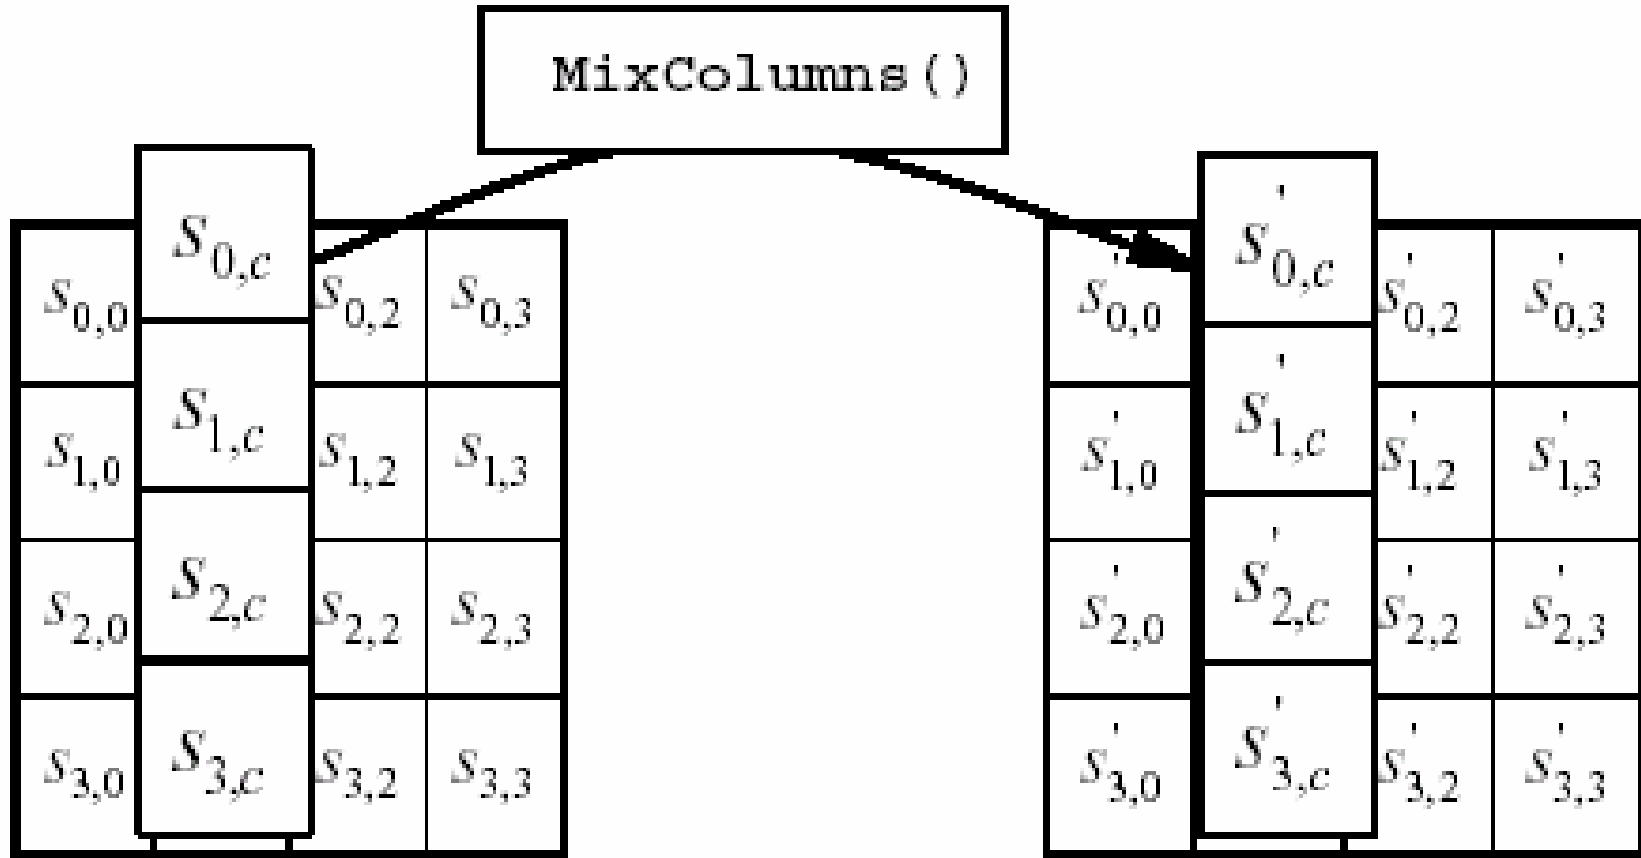 MixColumns()
s0,c s'0,c
s0,0 s0,2 s0,3 s'0,0 s'0,2 s'0,3
s1,c s'1,c
s1,0 s1,2 s1,3 s'1,0 s'1,2 s'1,3
s2,c s'2,c
s2,0 s2,2 s2,3 s'2,0 s'2,2 s'2,3
s3,c s'3,c
s3,0 s3,2 s3,3 s'3,0 s'3,2 s'3,3